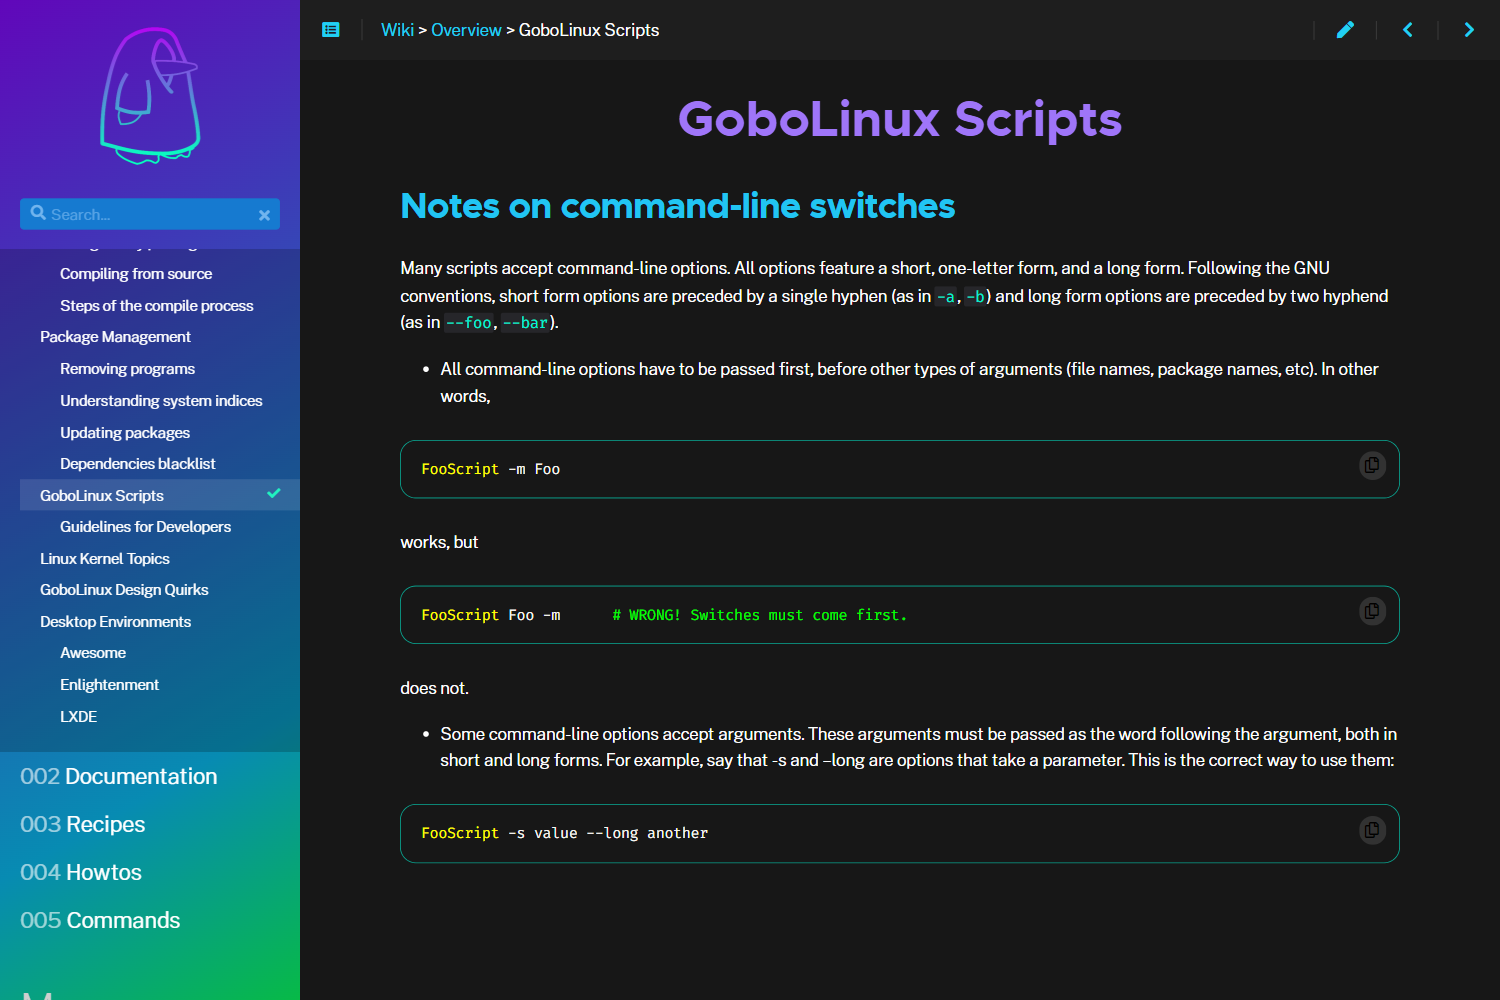 Search...
Compiling from source
Steps of the compile process
Package Management
Removing programs
Understanding system indices
Updating packages
Dependencies blacklist
GoboLinux Scripts
Guidelines for Developers
Linux Kernel Topics
GoboLinux Design Quirks
Desktop Environments
Awesome
Enlightenment
LXDE
002 Documentation
003 Recipes
004 Howtos
005 Commands
Wiki > Overview > GoboLinux Scripts
GoboLinux Scripts
Notes on command-line switches
Many scripts accept command-line options. All options feature a short, one-letter form, and a long form. Following the GNU
conventions, short form options are preceded by a single hyphen (as in -a, -b) and long form options are preceded by two hyphend
(as in --foo, --bar).
• All command-line options have to be passed first, before other types of arguments (file names, package names, etc). In other
words,
FooScript -m Foo
works, but
FooScript Foo -m      # WRONG! Switches must come first.
does not.
• Some command-line options accept arguments. These arguments must be passed as the word following the argument, both in
short and long forms. For example, say that -s and –long are options that take a parameter. This is the correct way to use them:
FooScript -s value --long another